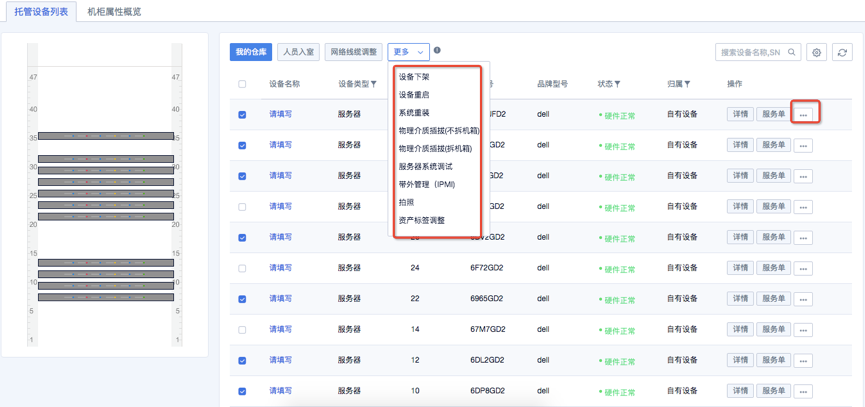 托管设备列表 机柜属性概览
我的仓库 人员入室 网络线缆调整 更多 搜索设备名称,SN
设备名称 设备类型 号 品牌型号 状态 归属 操作
请填写 服务器 FD2 dell 硬件正常 自有设备 详情 服务单 ...
请填写 服务器 GD2 dell 硬件正常 自有设备 详情 服务单 ...
请填写 服务器 GD2 dell 硬件正常 自有设备 详情 服务单 ...
请填写 服务器 GD2 dell 硬件正常 自有设备 详情 服务单 ...
请填写 服务器 V2GD2 dell 硬件正常 自有设备 详情 服务单 ...
请填写 服务器 24 6F72GD2 dell 硬件正常 自有设备 详情 服务单 ...
请填写 服务器 22 6965GD2 dell 硬件正常 自有设备 详情 服务单 ...
请填写 服务器 14 67M7GD2 dell 硬件正常 自有设备 详情 服务单 ...
请填写 服务器 12 6DL2GD2 dell 硬件正常 自有设备 详情 服务单 ...
请填写 服务器 10 6DP8GD2 dell 硬件正常 自有设备 详情 服务单 ...
设备下架
设备重启
系统重装
物理介质插拔(不拆机箱)
物理介质插拔(拆机箱)
服务器系统调试
带外管理（IPMI)
拍照
资产标签调整
47 47
40 40
35 35
30 30
25 25
20 20
15 15
10 10
5 5
1 1